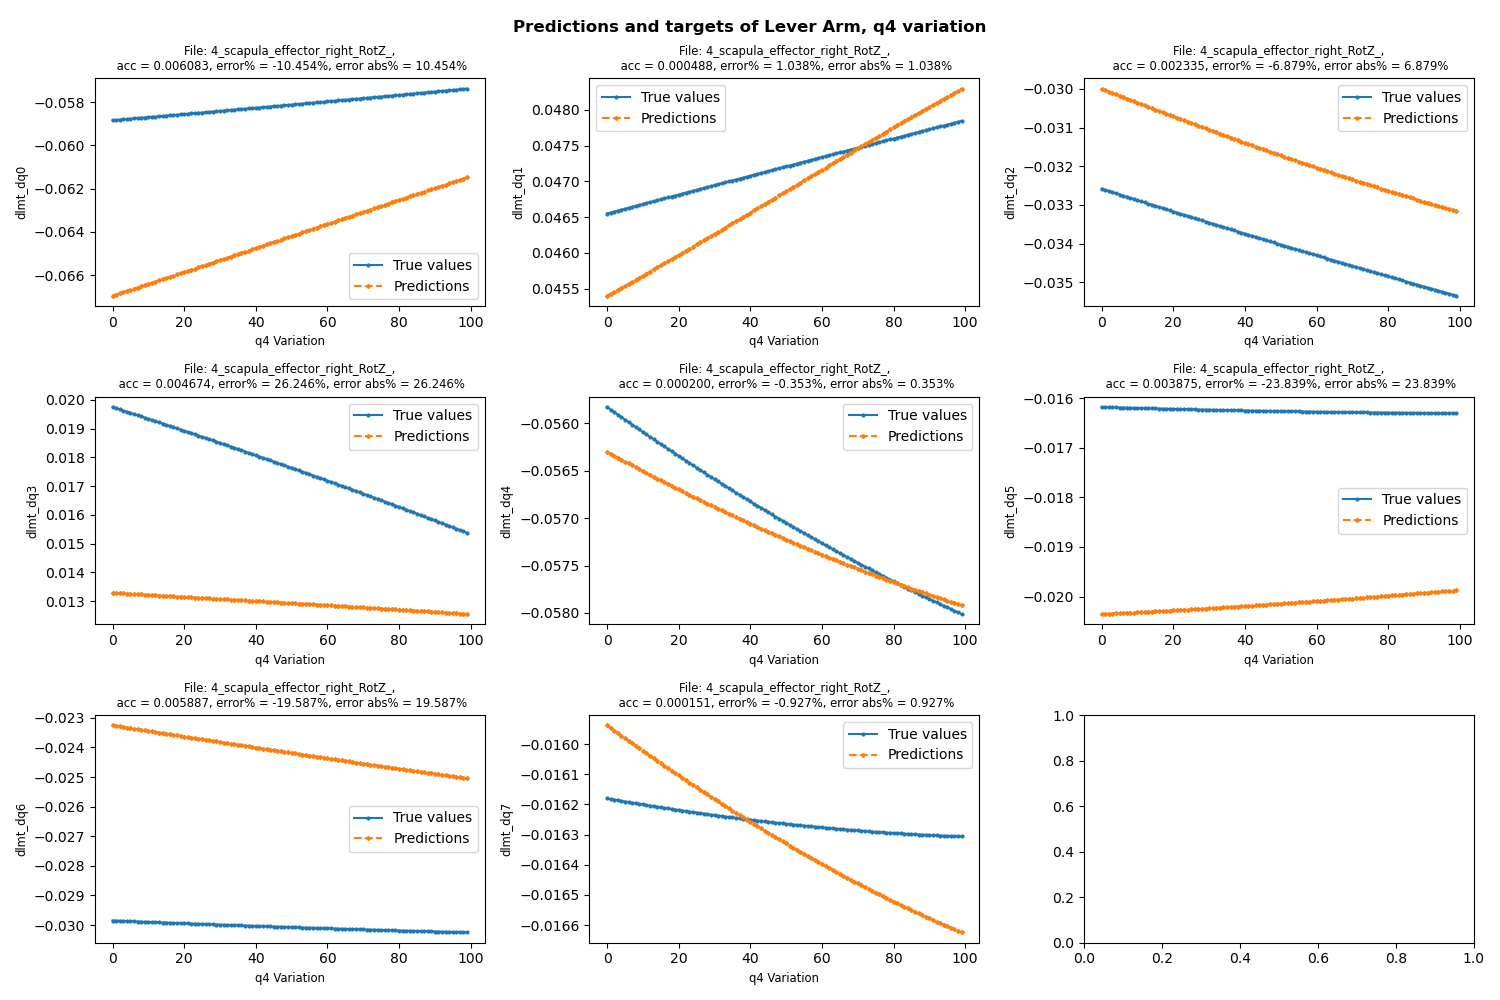 Predictions and targets of Lever Arm, q4 variation
File: 4_scapula_effector_right_RotZ_,
acc = 0.006083, error% = -10.454%, error abs% = 10.454%
−0.058
−0.060
−0.062
−0.064
−0.066
dlmt_dq0
True values
Predictions
0 20 40 60 80 100
q4 Variation
File: 4_scapula_effector_right_RotZ_,
acc = 0.000488, error% = 1.038%, error abs% = 1.038%
0.0480
0.0475
0.0470
0.0465
0.0460
0.0455
dlmt_dq1
True values
Predictions
0 20 40 60 80 100
q4 Variation
File: 4_scapula_effector_right_RotZ_,
acc = 0.002335, error% = -6.879%, error abs% = 6.879%
−0.030
−0.031
−0.032
−0.033
−0.034
−0.035
dlmt_dq2
True values
Predictions
0 20 40 60 80 100
q4 Variation
File: 4_scapula_effector_right_RotZ_,
acc = 0.004674, error% = 26.246%, error abs% = 26.246%
0.020
0.019
0.018
0.017
0.016
0.015
0.014
0.013
dlmt_dq3
True values
Predictions
0 20 40 60 80 100
q4 Variation
File: 4_scapula_effector_right_RotZ_,
acc = 0.000200, error% = -0.353%, error abs% = 0.353%
−0.0560
−0.0565
−0.0570
−0.0575
−0.0580
dlmt_dq4
True values
Predictions
0 20 40 60 80 100
q4 Variation
File: 4_scapula_effector_right_RotZ_,
acc = 0.003875, error% = -23.839%, error abs% = 23.839%
−0.016
−0.017
−0.018
−0.019
−0.020
dlmt_dq5
True values
Predictions
0 20 40 60 80 100
q4 Variation
File: 4_scapula_effector_right_RotZ_,
acc = 0.005887, error% = -19.587%, error abs% = 19.587%
−0.023
−0.024
−0.025
−0.026
−0.027
−0.028
−0.029
−0.030
dlmt_dq6
True values
Predictions
0 20 40 60 80 100
q4 Variation
File: 4_scapula_effector_right_RotZ_,
acc = 0.000151, error% = -0.927%, error abs% = 0.927%
−0.0160
−0.0161
−0.0162
−0.0163
−0.0164
−0.0165
−0.0166
dlmt_dq7
True values
Predictions
0 20 40 60 80 100
q4 Variation
1.0
0.8
0.6
0.4
0.2
0.0
0.0 0.2 0.4 0.6 0.8 1.0